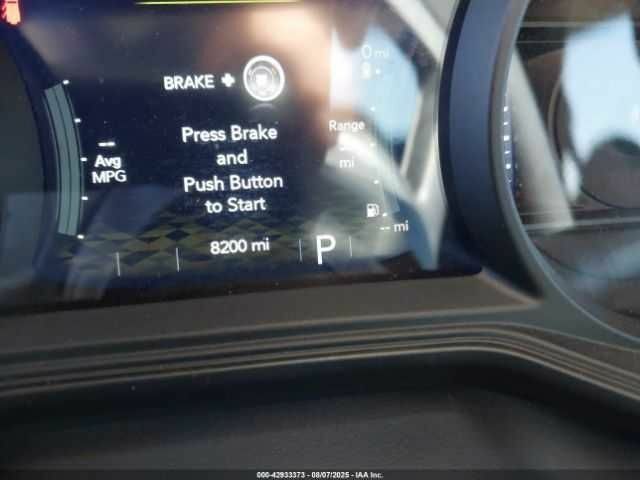 0 mi
BRAKE +
Range
Press Brake
and
mi
-- Avg
MPG
Push Button
to Start
-- mi
8200 mi
P
000-42933373 - 08/07/2025 - IAA Inc.